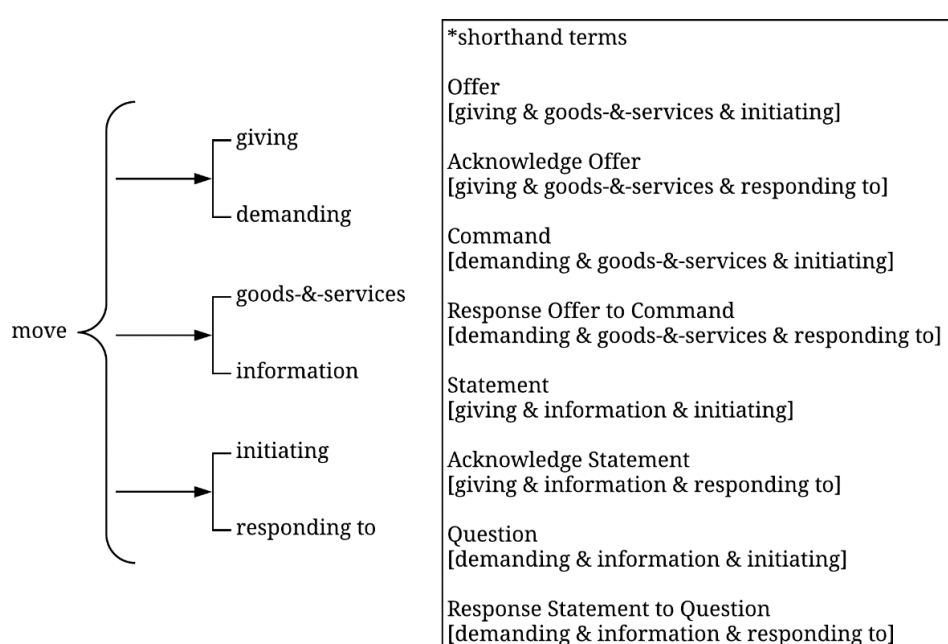 move
giving
demanding
goods-&-services
information
initiating
responding to
*shorthand terms
Offer
[giving & goods-&-services & initiating]
Acknowledge Offer
[giving & goods-&-services & responding to]
Command
[demanding & goods-&-services & initiating]
Response Offer to Command
[demanding & goods-&-services & responding to]
Statement
[giving & information & initiating]
Acknowledge Statement
[giving & information & responding to]
Question
[demanding & information & initiating]
Response Statement to Question
[demanding & information & responding to]